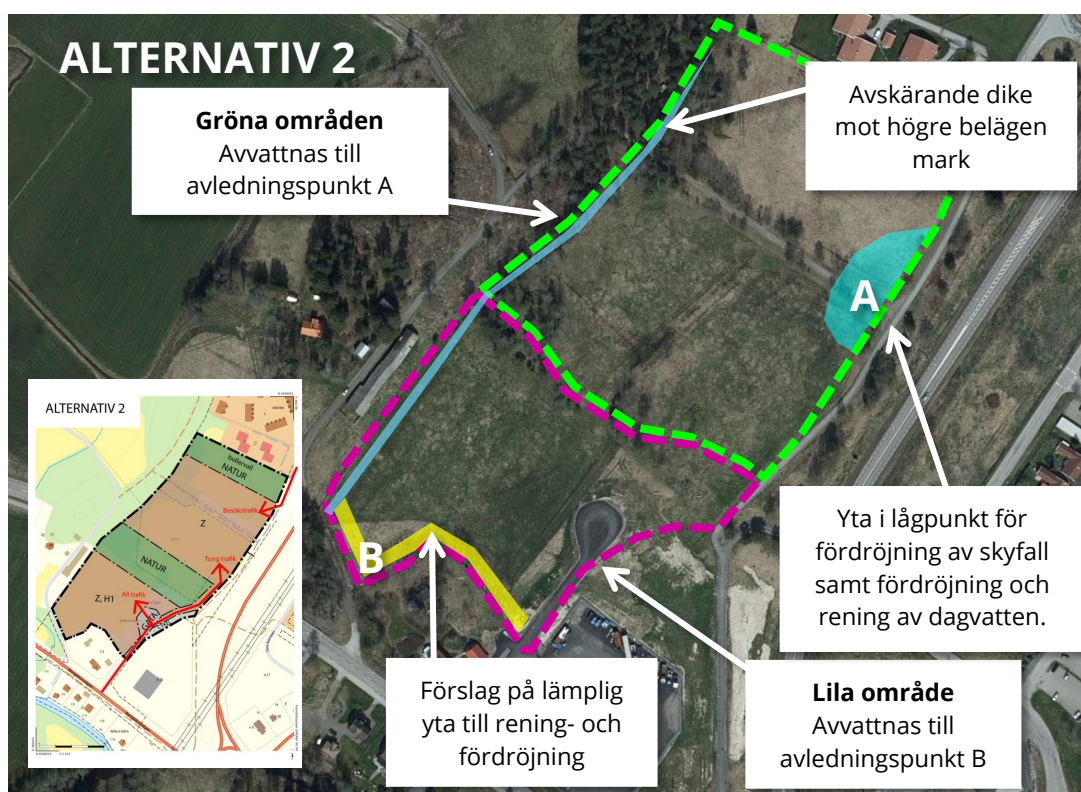 ALTERNATIV 2
Gröna områden
Avvattnas till
avledningspunkt A
Avskärande dike
mot högre belägen
mark
A
B
Yta i lågpunkt för
fördröjning av skyfall
samt fördröjning och
rening av dagvatten.
Förslag på lämplig
yta till rening- och
fördröjning
Lila område
Avvattnas till
avledningspunkt B
ALTERNATIV 2
bullervall
NATUR
Besökstrafik
Z
Tung trafik
NATUR
All trafik
Z, H1